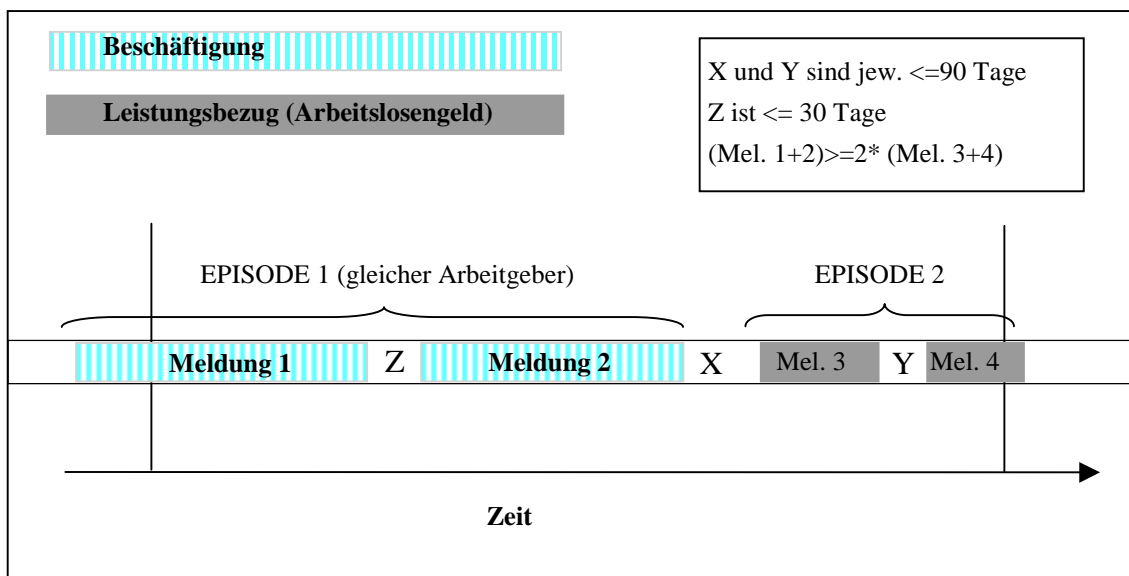 Beschäftigung
Leistungsbezug (Arbeitslosengeld)
X und Y sind jew. <=90 Tage
Z ist <= 30 Tage
(Mel. 1+2)>=2* (Mel. 3+4)
EPISODE 1 (gleicher Arbeitgeber)
EPISODE 2
Meldung 1 Z Meldung 2 X Mel. 3 Y Mel. 4
Zeit